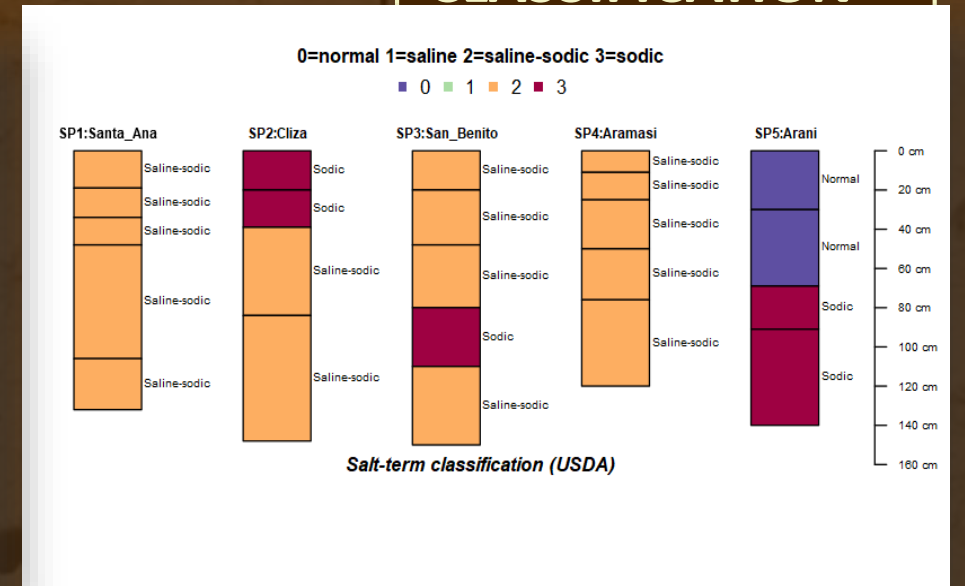 CLASSIFICATION
0=normal 1=saline 2=saline-sodic 3=sodic
0 1 2 3
SP1:Santa_Ana SP2:Cliza SP3:San_Benito SP4:Aramasi SP5:Arani
0 cm
Saline-sodic Sodic Saline-sodic Saline-sodic
Normal
Saline-sodic
20 cm
Saline-sodic Sodic
Saline-sodic Saline-sodic
40 cm
Saline-sodic
Normal
60 cm
Saline-sodic Saline-sodic Saline-sodic
Saline-sodic
80 cm
Sodic
100 cm
Sodic Saline-sodic
Sodic
120 cm
Saline-sodic Saline-sodic
Saline-sodic
140 cm
Salt-term classification (USDA)
160 cm